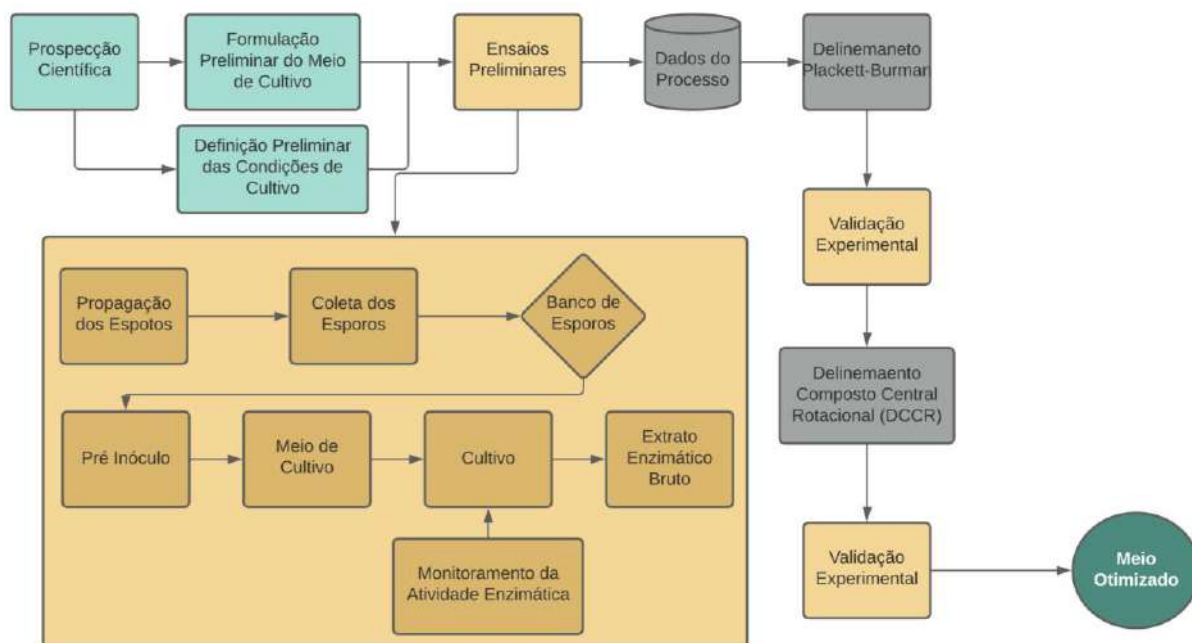 Prospecção
Científica
Formulação
Preliminar do Meio
de Cultivo
Definição Preliminar
das Condições de
Cultivo
Ensaios
Preliminares
Dados do
Processo
Delinemaneto
Plackett-Burman
Validação
Experimental
Propagação
dos Espotos
Coleta dos
Esporos
Banco de
Esporos
Pré Inóculo
Meio de
Cultivo
Cultivo
Extrato
Enzimático
Bruto
Monitoramento da
Atividade Enzimática
Delinemaento
Composto Central
Rotacional (DCCR)
Validação
Experimental
Meio
Otimizado